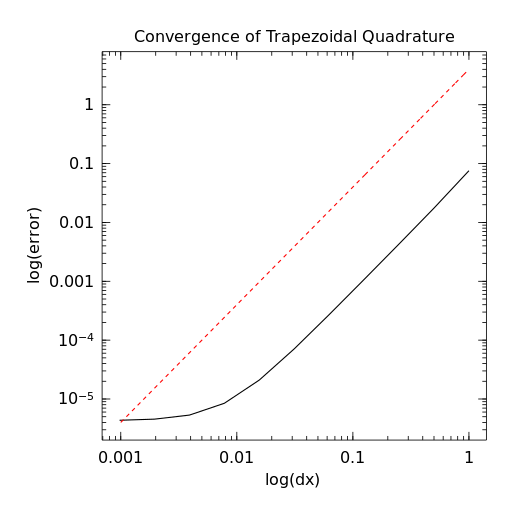 Convergence of Trapezoidal Quadrature
log(error)
1
0.1
0.01
0.001
10⁻⁴
10⁻⁵
0.001 0.01 0.1 1
log(dx)